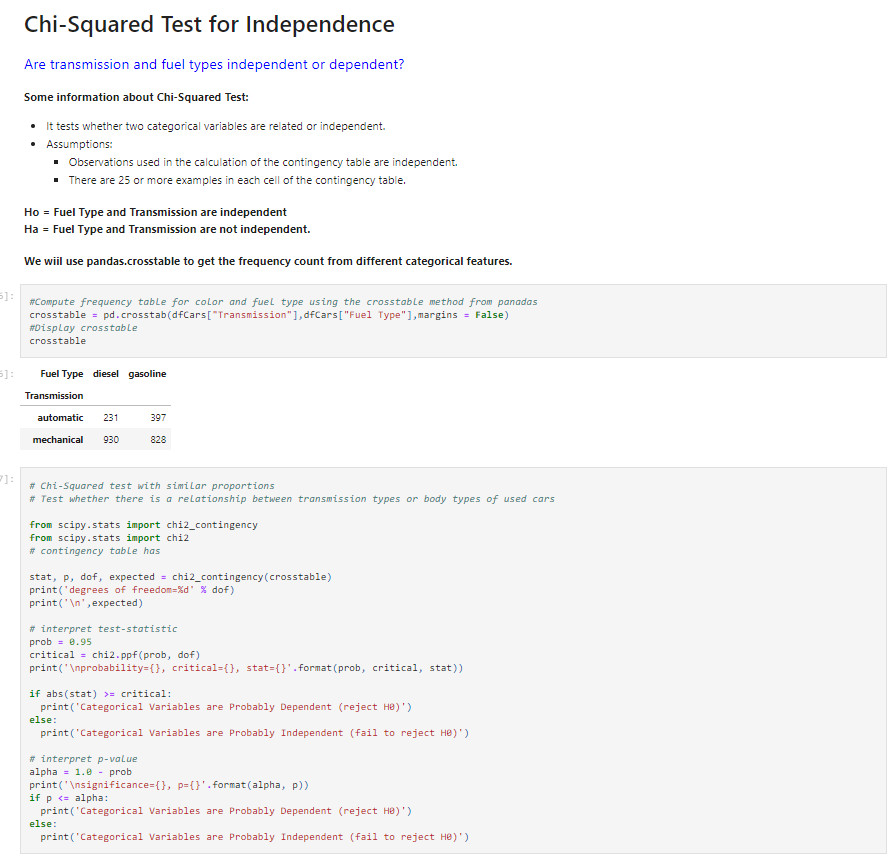 Chi-Squared Test for Independence
Are transmission and fuel types independent or dependent?
Some information about Chi-Squared Test:
• It tests whether two categorical variables are related or independent.
• Assumptions:
▪ Observations used in the calculation of the contingency table are independent.
▪ There are 25 or more examples in each cell of the contingency table.
Ho = Fuel Type and Transmission are independent
Ha = Fuel Type and Transmission are not independent.
We wiil use pandas.crosstable to get the frequency count from different categorical features.
6]:
#Compute frequency table for color and fuel type using the crosstable method from panadas
crosstable = pd.crosstab(dfCars["Transmission"],dfCars["Fuel Type"],margins = False)
#Display crosstable
crosstable
6]:
Fuel Type diesel gasoline
Transmission
automatic 231 397
mechanical 930 828
7]:
# Chi-Squared test with similar proportions
# Test whether there is a relationship between transmission types or body types of used cars
from scipy.stats import chi2_contingency
from scipy.stats import chi2
# contingency table has
stat, p, dof, expected = chi2_contingency(crosstable)
print('degrees of freedom=%d' % dof)
print('\n',expected)
# interpret test-statistic
prob = 0.95
critical = chi2.ppf(prob, dof)
print('\nprobability={}, critical={}, stat={}'.format(prob, critical, stat))
if abs(stat) >= critical:
print('Categorical Variables are Probably Dependent (reject H0)')
else:
print('Categorical Variables are Probably Independent (fail to reject H0)')
# interpret p-value
alpha = 1.0 - prob
print('\nsignificance={}, p={}'.format(alpha, p))
if p <= alpha:
print('Categorical Variables are Probably Dependent (reject H0)')
else:
print('Categorical Variables are Probably Independent (fail to reject H0)')